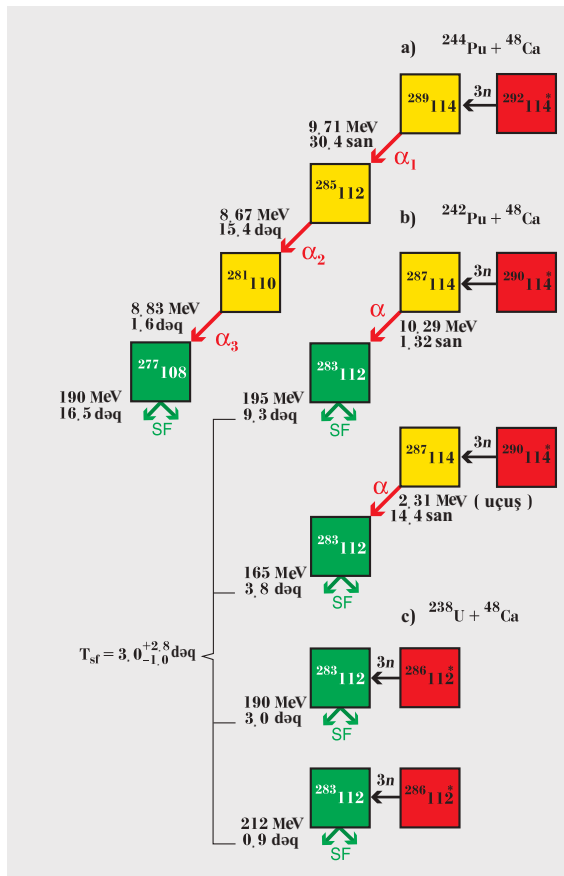 a) ²⁴⁴Pu + ⁴⁸Ca
²⁸⁹114
3n
²⁹²114*
9,71 MeV
30,4 san
α₁
²⁸⁵112
8,67 MeV
15,4 dəq
α₂
²⁸¹110
8,83 MeV
1,6 dəq
α₃
²⁷⁷108
190 MeV
16,5 dəq
SF
b) ²⁴²Pu + ⁴⁸Ca
²⁸⁷114
3n
²⁹⁰114*
α
10,29 MeV
1,32 san
²⁸³112
195 MeV
9,3 dəq
SF
²⁸⁷114
3n
²⁹⁰114*
α
2,31 MeV ( uçuş )
14,4 san
²⁸³112
165 MeV
3,8 dəq
SF
c) ²³⁸U + ⁴⁸Ca
T_sf = 3,0 +2,8 −1,0 dəq
²⁸³112
3n
²⁸⁶112*
190 MeV
3,0 dəq
SF
²⁸³112
3n
²⁸⁶112*
212 MeV
0,9 dəq
SF